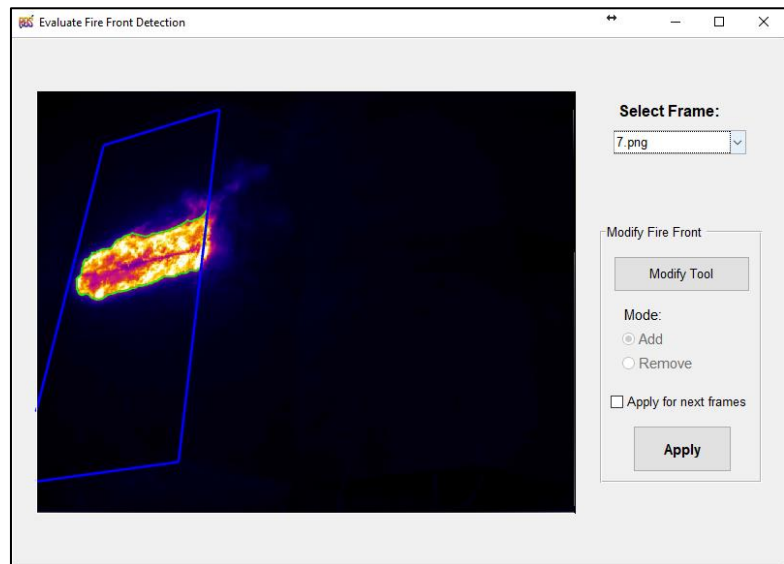 Evaluate Fire Front Detection
Select Frame:
7.png
Modify Fire Front
Modify Tool
Mode:
Add
Remove
Apply for next frames
Apply